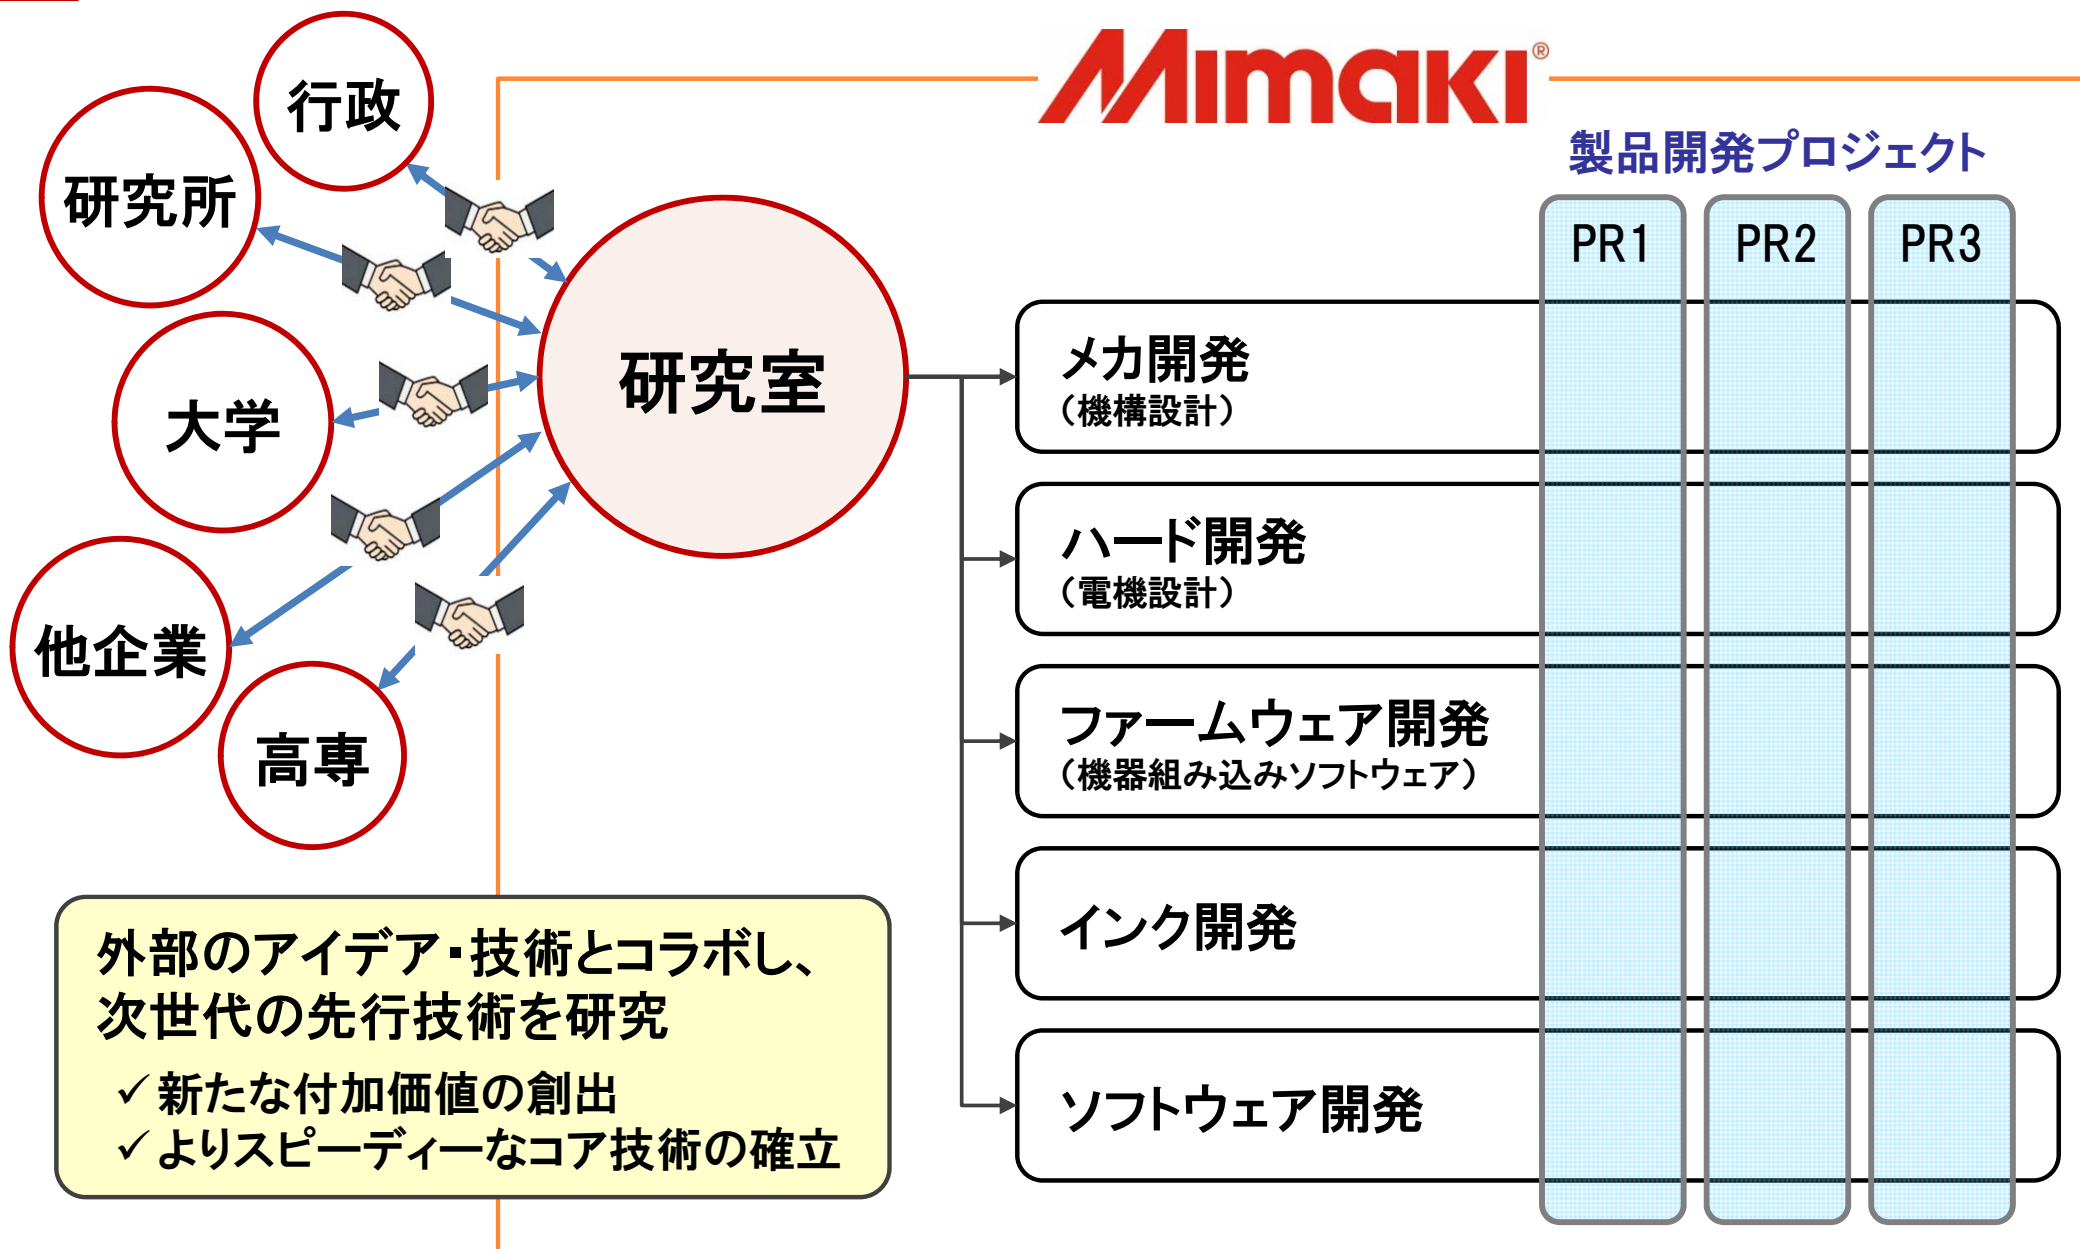 Mimaki®
行政
研究所
大学
他企業
高専
研究室
製品開発プロジェクト
PR1
PR2
PR3
メカ開発
（機構設計）
ハード開発
（電機設計）
ファームウェア開発
（機器組み込みソフトウェア）
インク開発
ソフトウェア開発
外部のアイデア・技術とコラボし、
次世代の先行技術を研究
✓新たな付加価値の創出
✓よりスピーディーなコア技術の確立